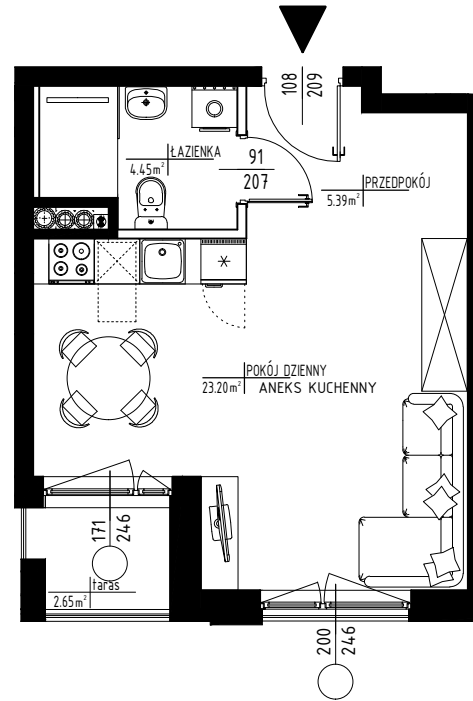 108
209
ŁAZIENKA
4.45m²
91
207
PRZEDPOKÓJ
5.39m²
POKÓJ DZIENNY
23.20m² ANEKS KUCHENNY
171
246
taras
2.65m²
200
246